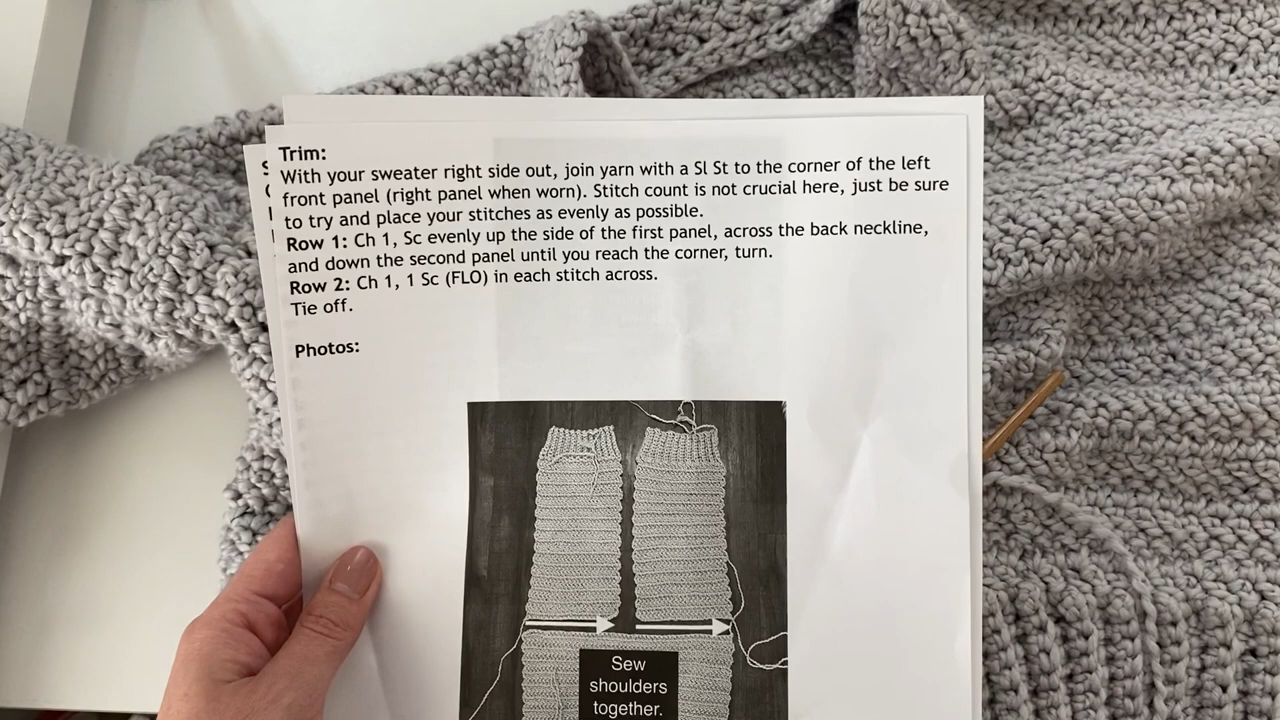 Trim:
With your sweater right side out, join yarn with a Sl St to the corner of the left
front panel (right panel when worn). Stitch count is not crucial here, just be sure
to try and place your stitches as evenly as possible.
Row 1: Ch 1, Sc evenly up the side of the first panel, across the back neckline,
and down the second panel until you reach the corner, turn.
Row 2: Ch 1, 1 Sc (FLO) in each stitch across.
Tie off.
Photos:
Sew
shoulders
together.